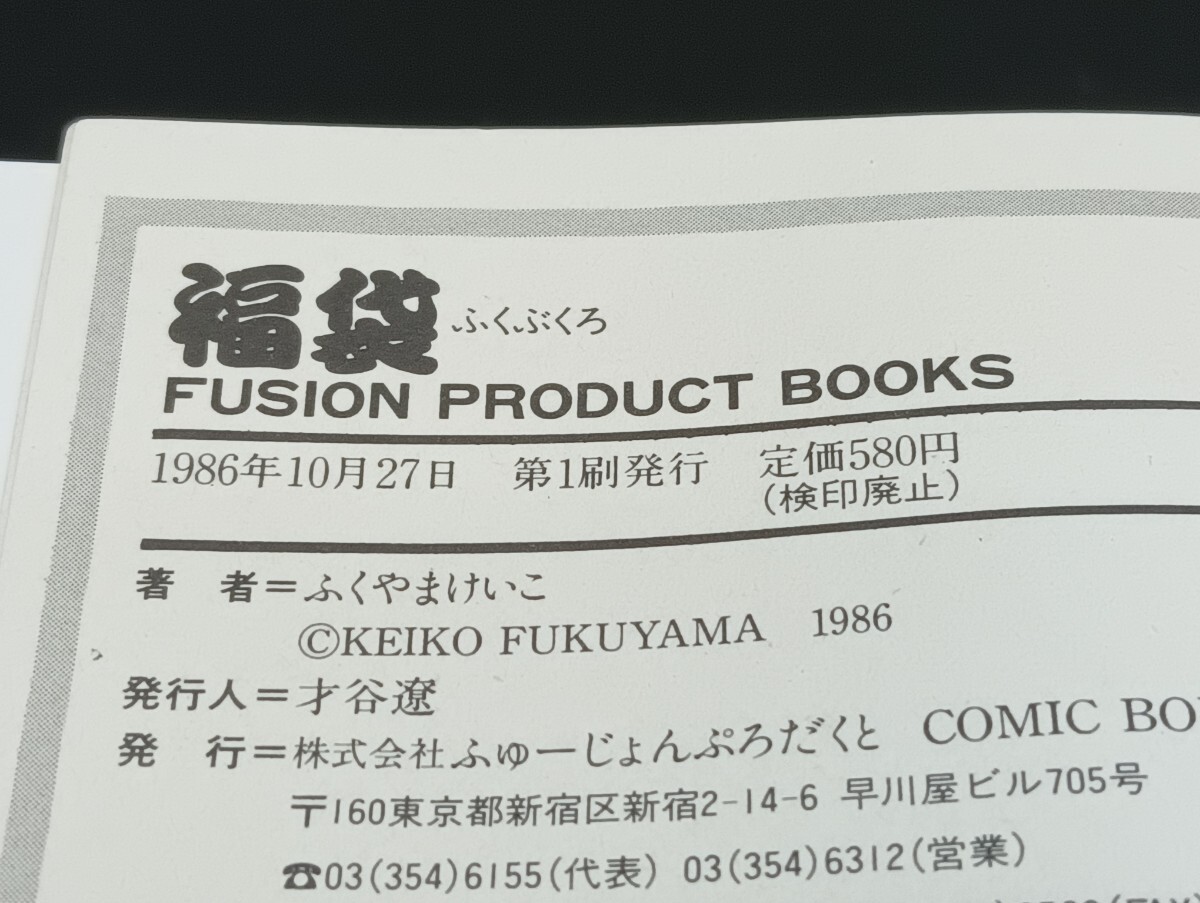 福袋 ふくぶくろ
FUSION PRODUCT BOOKS
1986年10月27日 第1刷発行 定価580円
(検印廃止)
著 者=ふくやまけいこ
©KEIKO FUKUYAMA 1986
発行人=才谷遼
発 行=株式会社ふゅーじょんぷろだくと COMIC
〒160東京都新宿区新宿2-14-6 早川屋ビル705号
☎03(354)6155(代表) 03(354)6312(営業)